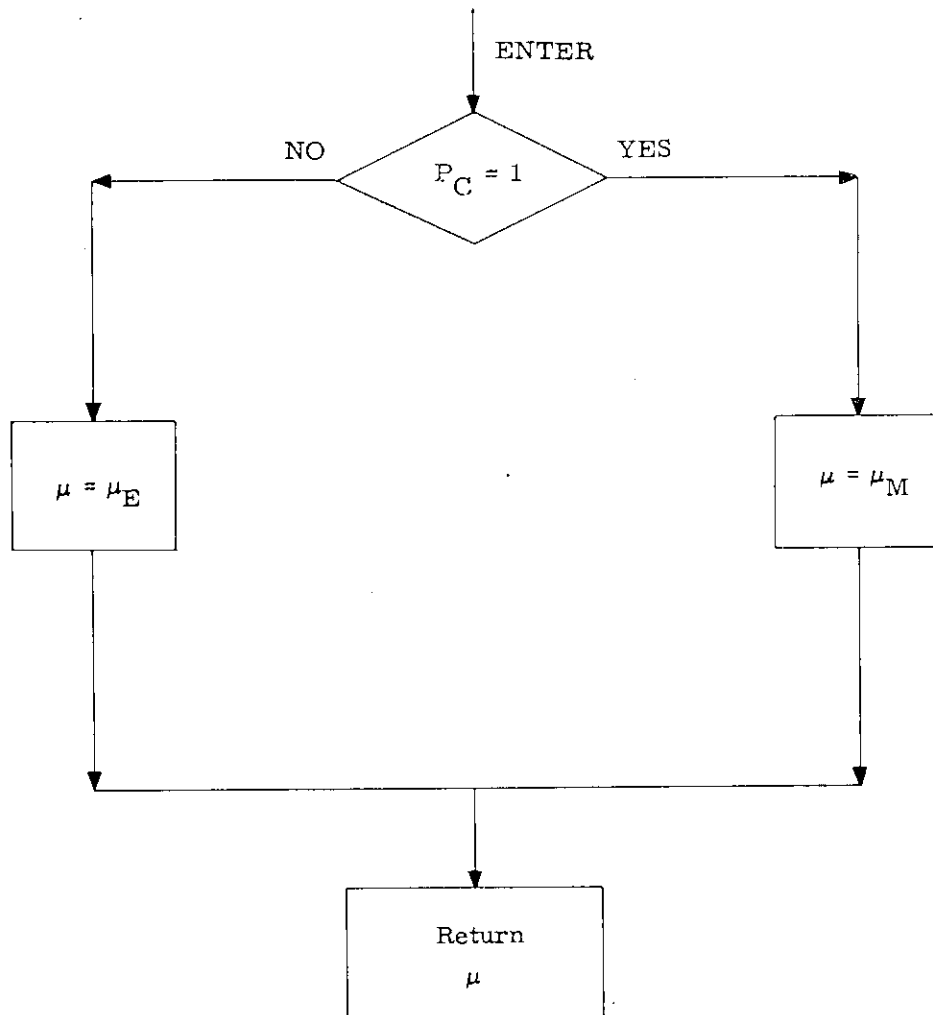 ENTER
NO
YES
P_C = 1
μ = μ_E
μ = μ_M
Return
μ